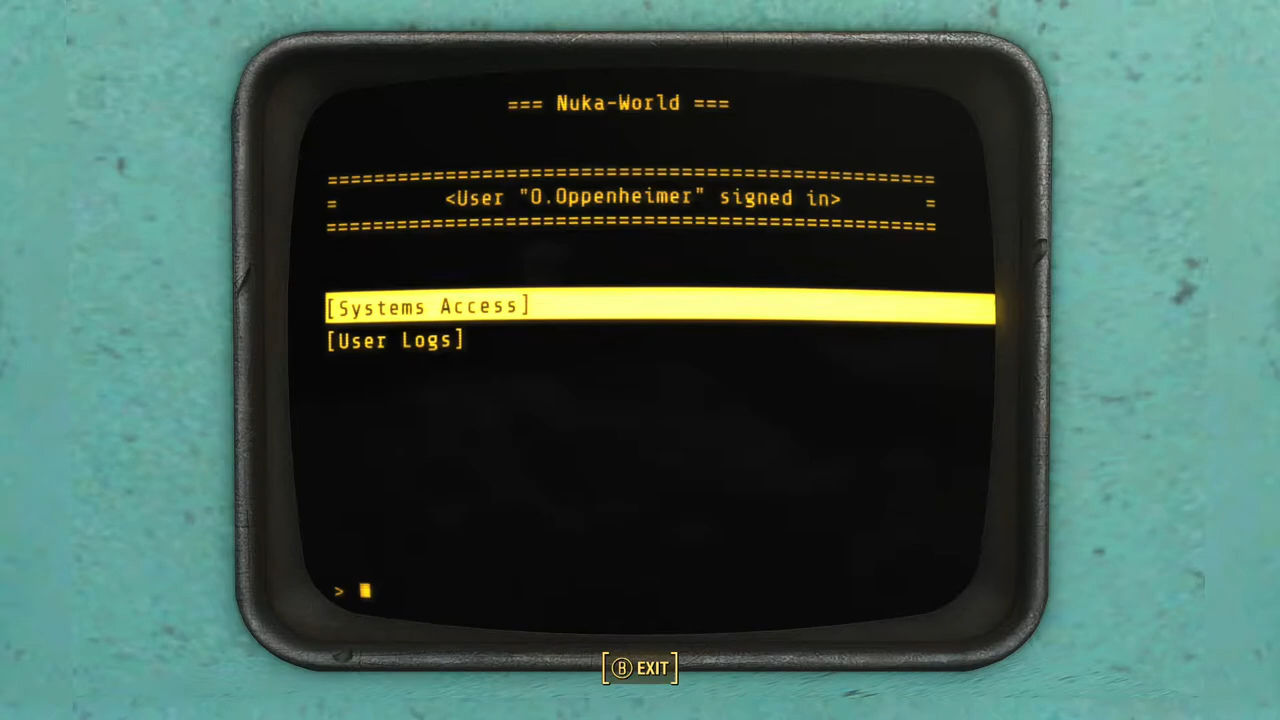 === Nuka-World ===
=================================================
= <User "O.Oppenheimer" signed in> =
=================================================
[Systems Access]
[User Logs]
>
[Ⓑ EXIT]